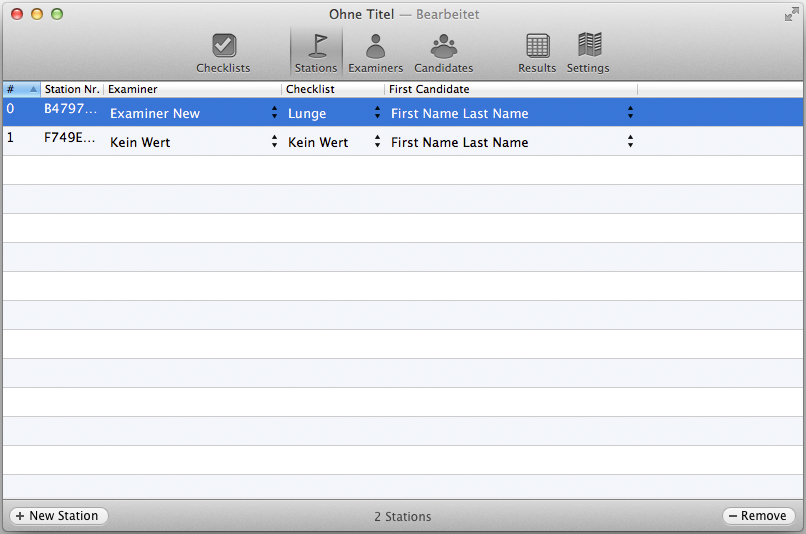 Ohne Titel — Bearbeitet
Checklists Stations Examiners Candidates Results Settings
# Station Nr. Examiner Checklist First Candidate
0 B4797... Examiner New Lunge First Name Last Name
1 F749E... Kein Wert Kein Wert First Name Last Name
+ New Station 2 Stations − Remove